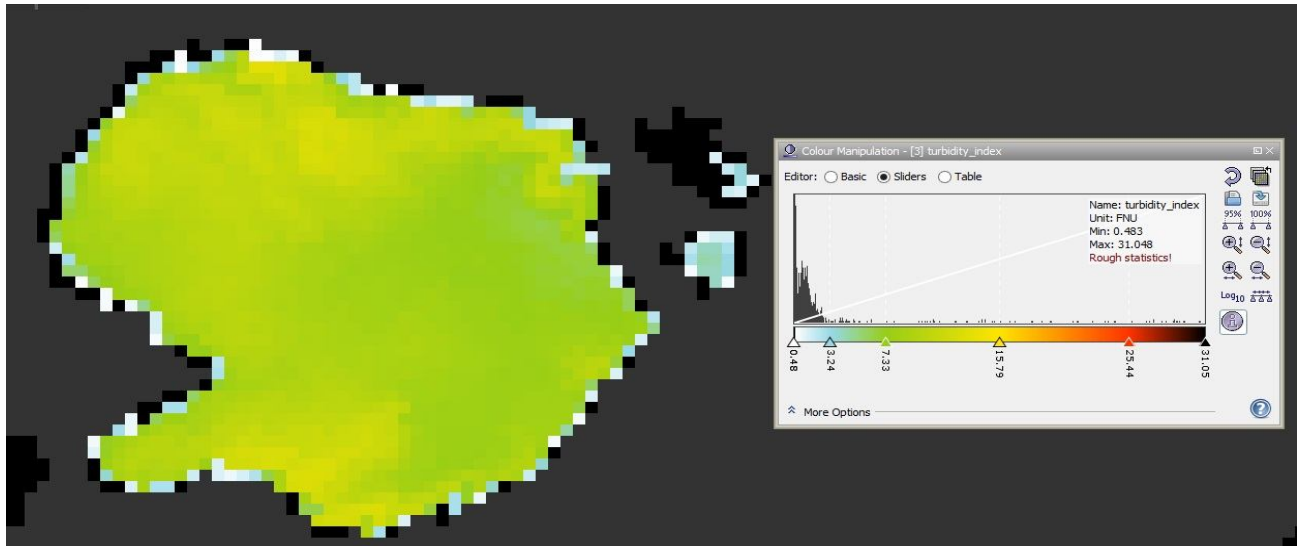 Colour Manipulation - [3] turbidity_index
Editor: Basic Sliders Table
Name: turbidity_index
Unit: FNU
Min: 0.483
Max: 31.048
Rough statistics!
95% 100%
Log10
0.48 3.24 7.33 15.79 25.44 31.05
More Options